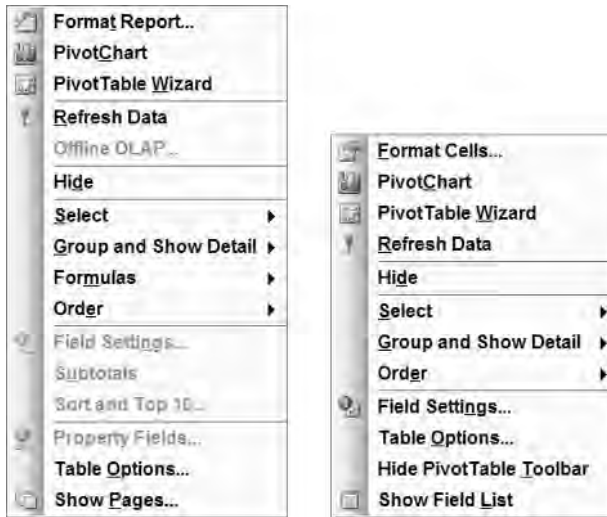 Format Report...
PivotChart
PivotTable Wizard
Refresh Data
Offline OLAP...
Hide
Select
Group and Show Detail
Formulas
Order
Field Settings...
Subtotals
Sort and Top 10...
Property Fields...
Table Options...
Show Pages...
Format Cells...
PivotChart
PivotTable Wizard
Refresh Data
Hide
Select
Group and Show Detail
Order
Field Settings...
Table Options...
Hide PivotTable Toolbar
Show Field List